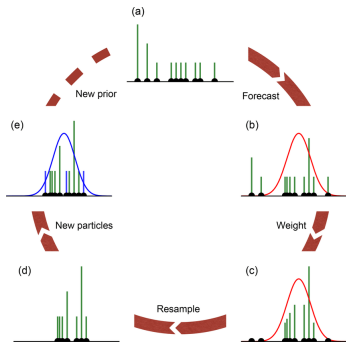 (a)
New prior
Forecast
(e)
(b)
New particles
Weight
(d)
(c)
Resample